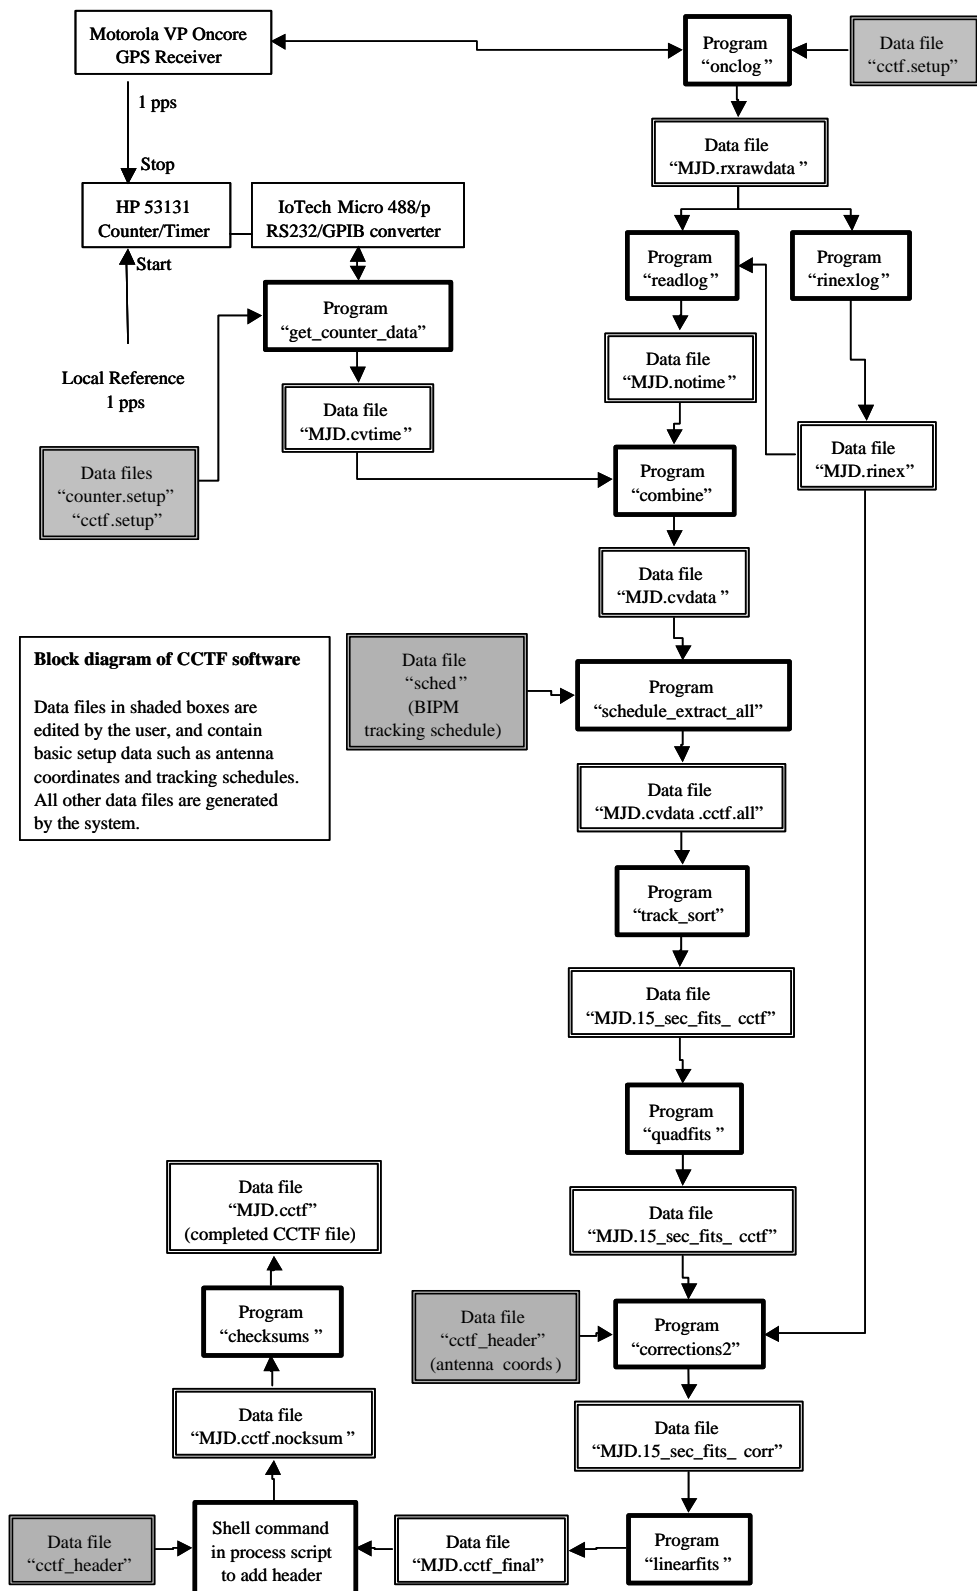 Motorola VP Oncore
GPS Receiver
Program
“onclog ”
Data file
“cctf.setup”
1 pps
Data file
“MJD.rxrawdata ”
Stop
HP 53131
Counter/Timer
IoTech Micro 488/p
RS232/GPIB converter
Start
Program
“readlog”
Program
“rinexlog”
Program
“get_counter_data”
Local Reference
1 pps
Data file
“MJD.notime”
Data file
“MJD.cvtime”
Data file
“MJD.rinex”
Data files
“counter.setup”
“cctf.setup”
Program
“combine”
Data file
“MJD.cvdata ”
Block diagram of CCTF software
Data files in shaded boxes are
edited by the user, and contain
basic setup data such as antenna
coordinates and tracking schedules.
All other data files are generated
by the system.
Data file
“sched ”
(BIPM
tracking schedule)
Program
“schedule_extract_all”
Data file
“MJD.cvdata .cctf.all”
Program
“track_sort”
Data file
“MJD.15_sec_fits_ cctf”
Program
“quadfits ”
Data file
“MJD.cctf”
(completed CCTF file)
Data file
“MJD.15_sec_fits_ cctf”
Program
“checksums ”
Data file
“cctf_header”
(antenna coords )
Program
“corrections2”
Data file
“MJD.cctf.nocksum ”
Data file
“MJD.15_sec_fits_ corr”
Data file
“cctf_header”
Shell command
in process script
to add header
Data file
“MJD.cctf_final”
Program
“linearfits ”